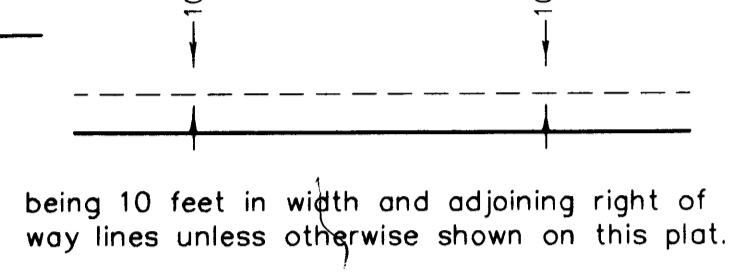 being 10 feet in width and adjoining right of
way lines unless otherwise shown on this plat.